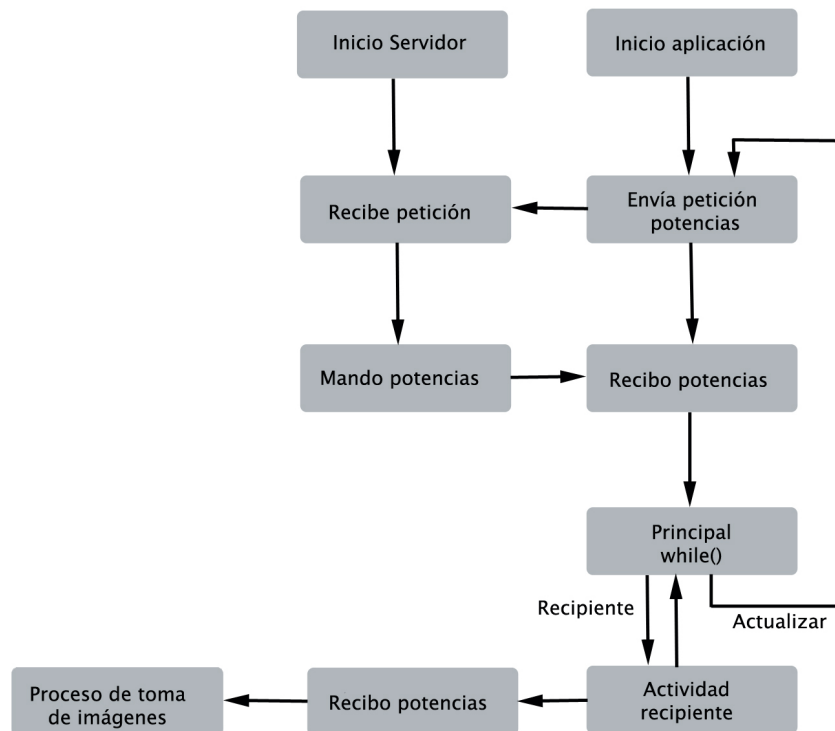 Inicio Servidor
Inicio aplicación
Recibe petición
Envía petición
potencias
Mando potencias
Recibo potencias
Principal
while()
Recipiente
Actualizar
Proceso de toma
de imágenes
Recibo potencias
Actividad
recipiente